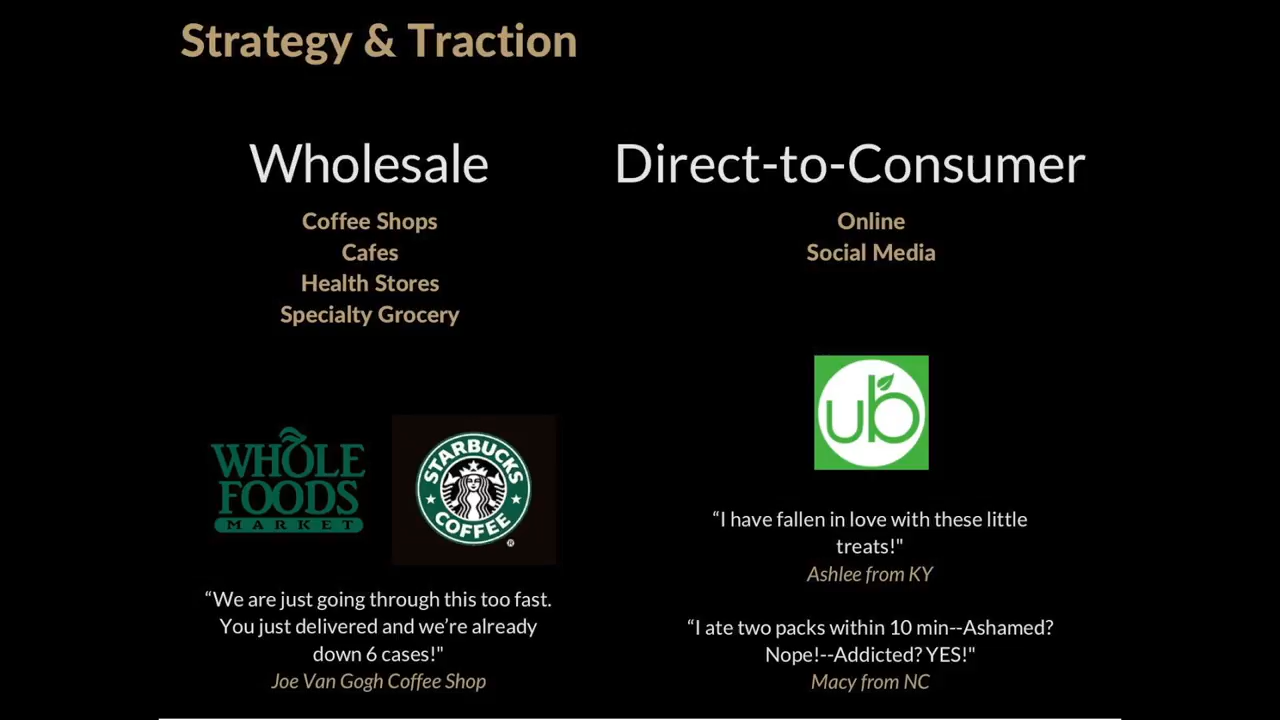 Strategy & Traction
Wholesale
Coffee Shops
Cafes
Health Stores
Specialty Grocery
WHOLE
FOODS
MARKET
STARBUCKS
COFFEE
®
“We are just going through this too fast.
You just delivered and we’re already
down 6 cases!"
Joe Van Gogh Coffee Shop
Direct-to-Consumer
Online
Social Media
ub
“I have fallen in love with these little
treats!"
Ashlee from KY
“I ate two packs within 10 min--Ashamed?
Nope!--Addicted? YES!"
Macy from NC